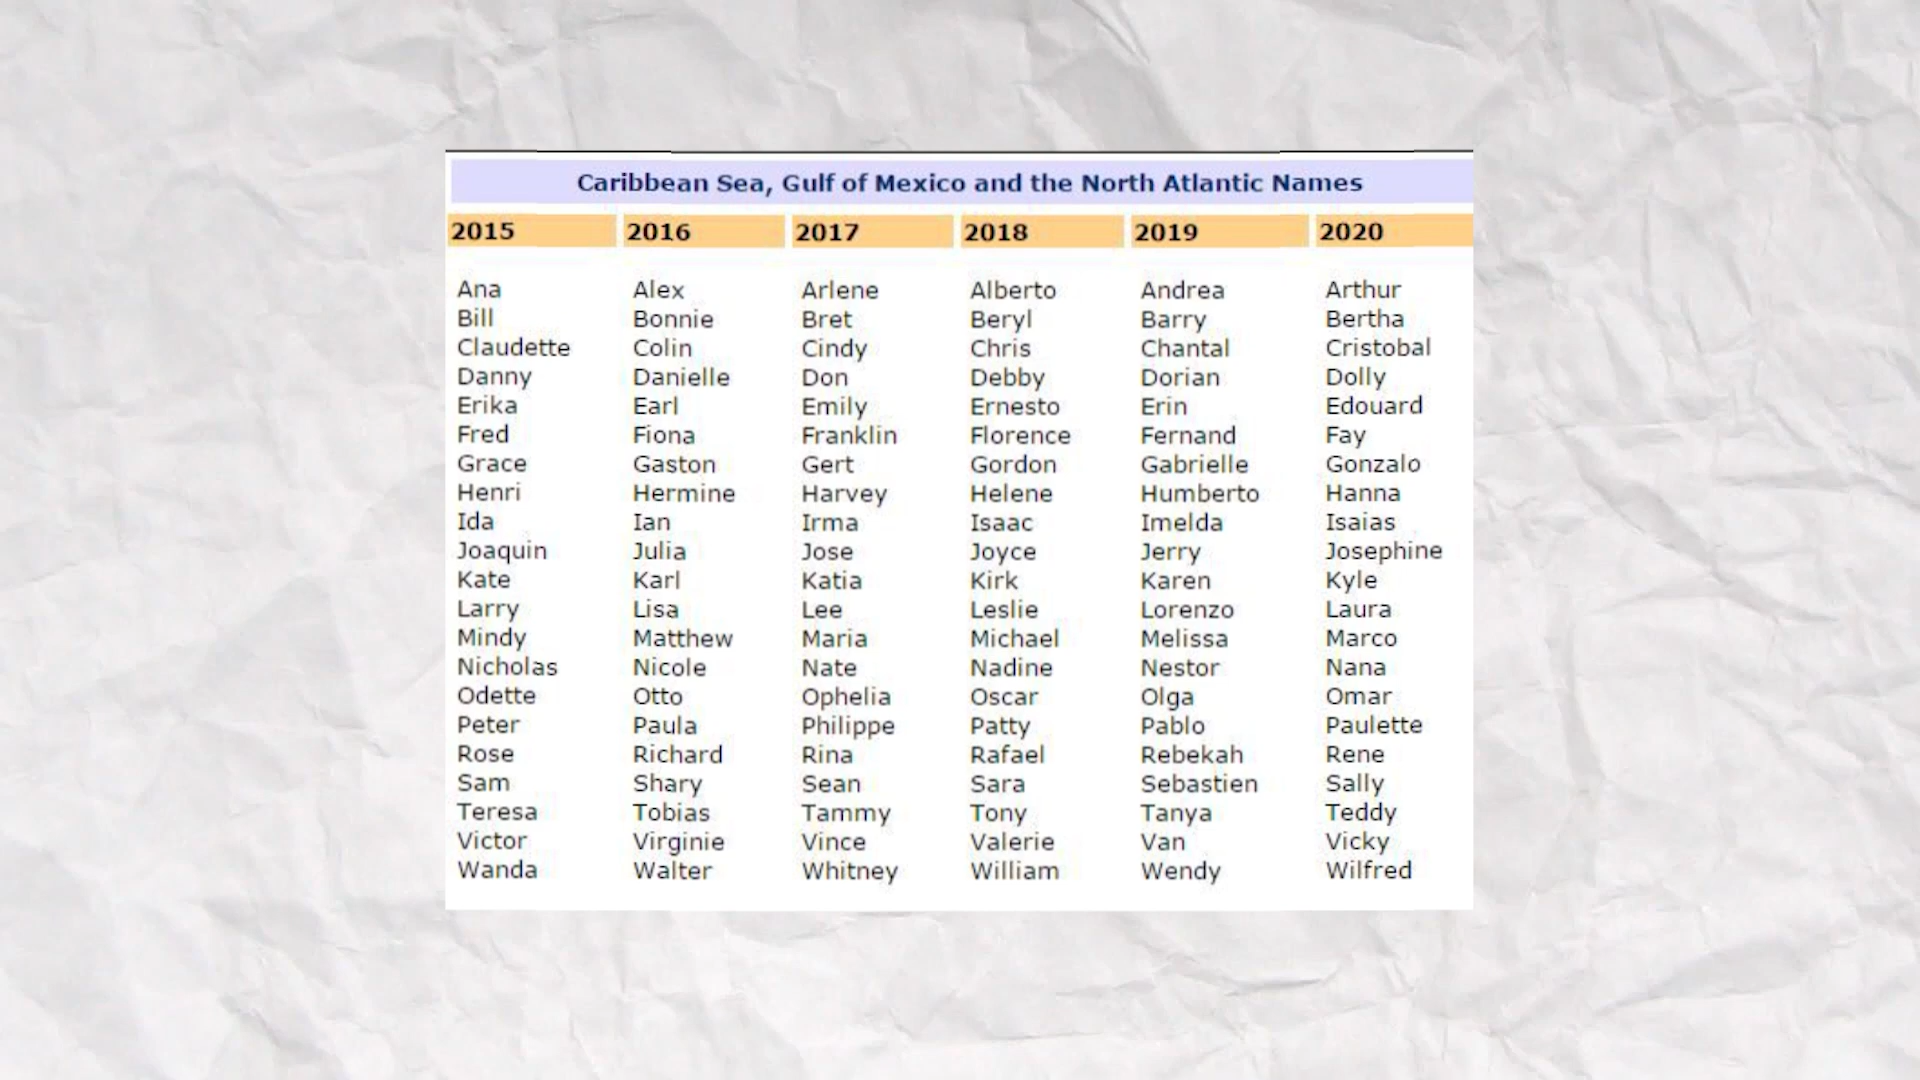 Caribbean Sea, Gulf of Mexico and the North Atlantic Names
2015 2016 2017 2018 2019 2020
Ana Alex Arlene Alberto Andrea Arthur
Bill Bonnie Bret Beryl Barry Bertha
Claudette Colin Cindy Chris Chantal Cristobal
Danny Danielle Don Debby Dorian Dolly
Erika Earl Emily Ernesto Erin Edouard
Fred Fiona Franklin Florence Fernand Fay
Grace Gaston Gert Gordon Gabrielle Gonzalo
Henri Hermine Harvey Helene Humberto Hanna
Ida Ian Irma Isaac Imelda Isaias
Joaquin Julia Jose Joyce Jerry Josephine
Kate Karl Katia Kirk Karen Kyle
Larry Lisa Lee Leslie Lorenzo Laura
Mindy Matthew Maria Michael Melissa Marco
Nicholas Nicole Nate Nadine Nestor Nana
Odette Otto Ophelia Oscar Olga Omar
Peter Paula Philippe Patty Pablo Paulette
Rose Richard Rina Rafael Rebekah Rene
Sam Shary Sean Sara Sebastien Sally
Teresa Tobias Tammy Tony Tanya Teddy
Victor Virginie Vince Valerie Van Vicky
Wanda Walter Whitney William Wendy Wilfred